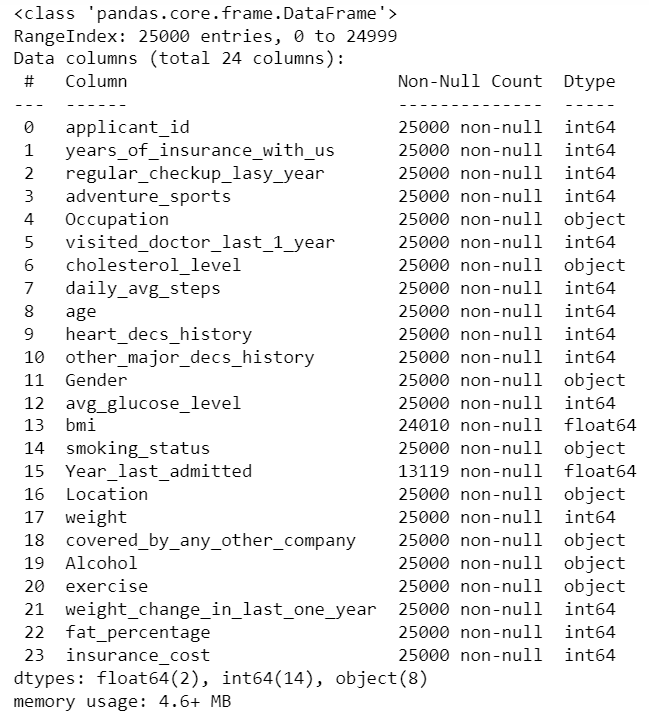 <class 'pandas.core.frame.DataFrame'>
RangeIndex: 25000 entries, 0 to 24999
Data columns (total 24 columns):
 #   Column                       Non-Null Count  Dtype
---  ------                       --------------  -----
 0   applicant_id                 25000 non-null  int64
 1   years_of_insurance_with_us   25000 non-null  int64
 2   regular_checkup_lasy_year    25000 non-null  int64
 3   adventure_sports             25000 non-null  int64
 4   Occupation                   25000 non-null  object
 5   visited_doctor_last_1_year   25000 non-null  int64
 6   cholesterol_level            25000 non-null  object
 7   daily_avg_steps              25000 non-null  int64
 8   age                          25000 non-null  int64
 9   heart_decs_history           25000 non-null  int64
 10  other_major_decs_history     25000 non-null  int64
 11  Gender                       25000 non-null  object
 12  avg_glucose_level            25000 non-null  int64
 13  bmi                          24010 non-null  float64
 14  smoking_status               25000 non-null  object
 15  Year_last_admitted           13119 non-null  float64
 16  Location                     25000 non-null  object
 17  weight                       25000 non-null  int64
 18  covered_by_any_other_company 25000 non-null  object
 19  Alcohol                      25000 non-null  object
 20  exercise                     25000 non-null  object
 21  weight_change_in_last_one_year  25000 non-null  int64
 22  fat_percentage               25000 non-null  int64
 23  insurance_cost               25000 non-null  int64
dtypes: float64(2), int64(14), object(8)
memory usage: 4.6+ MB